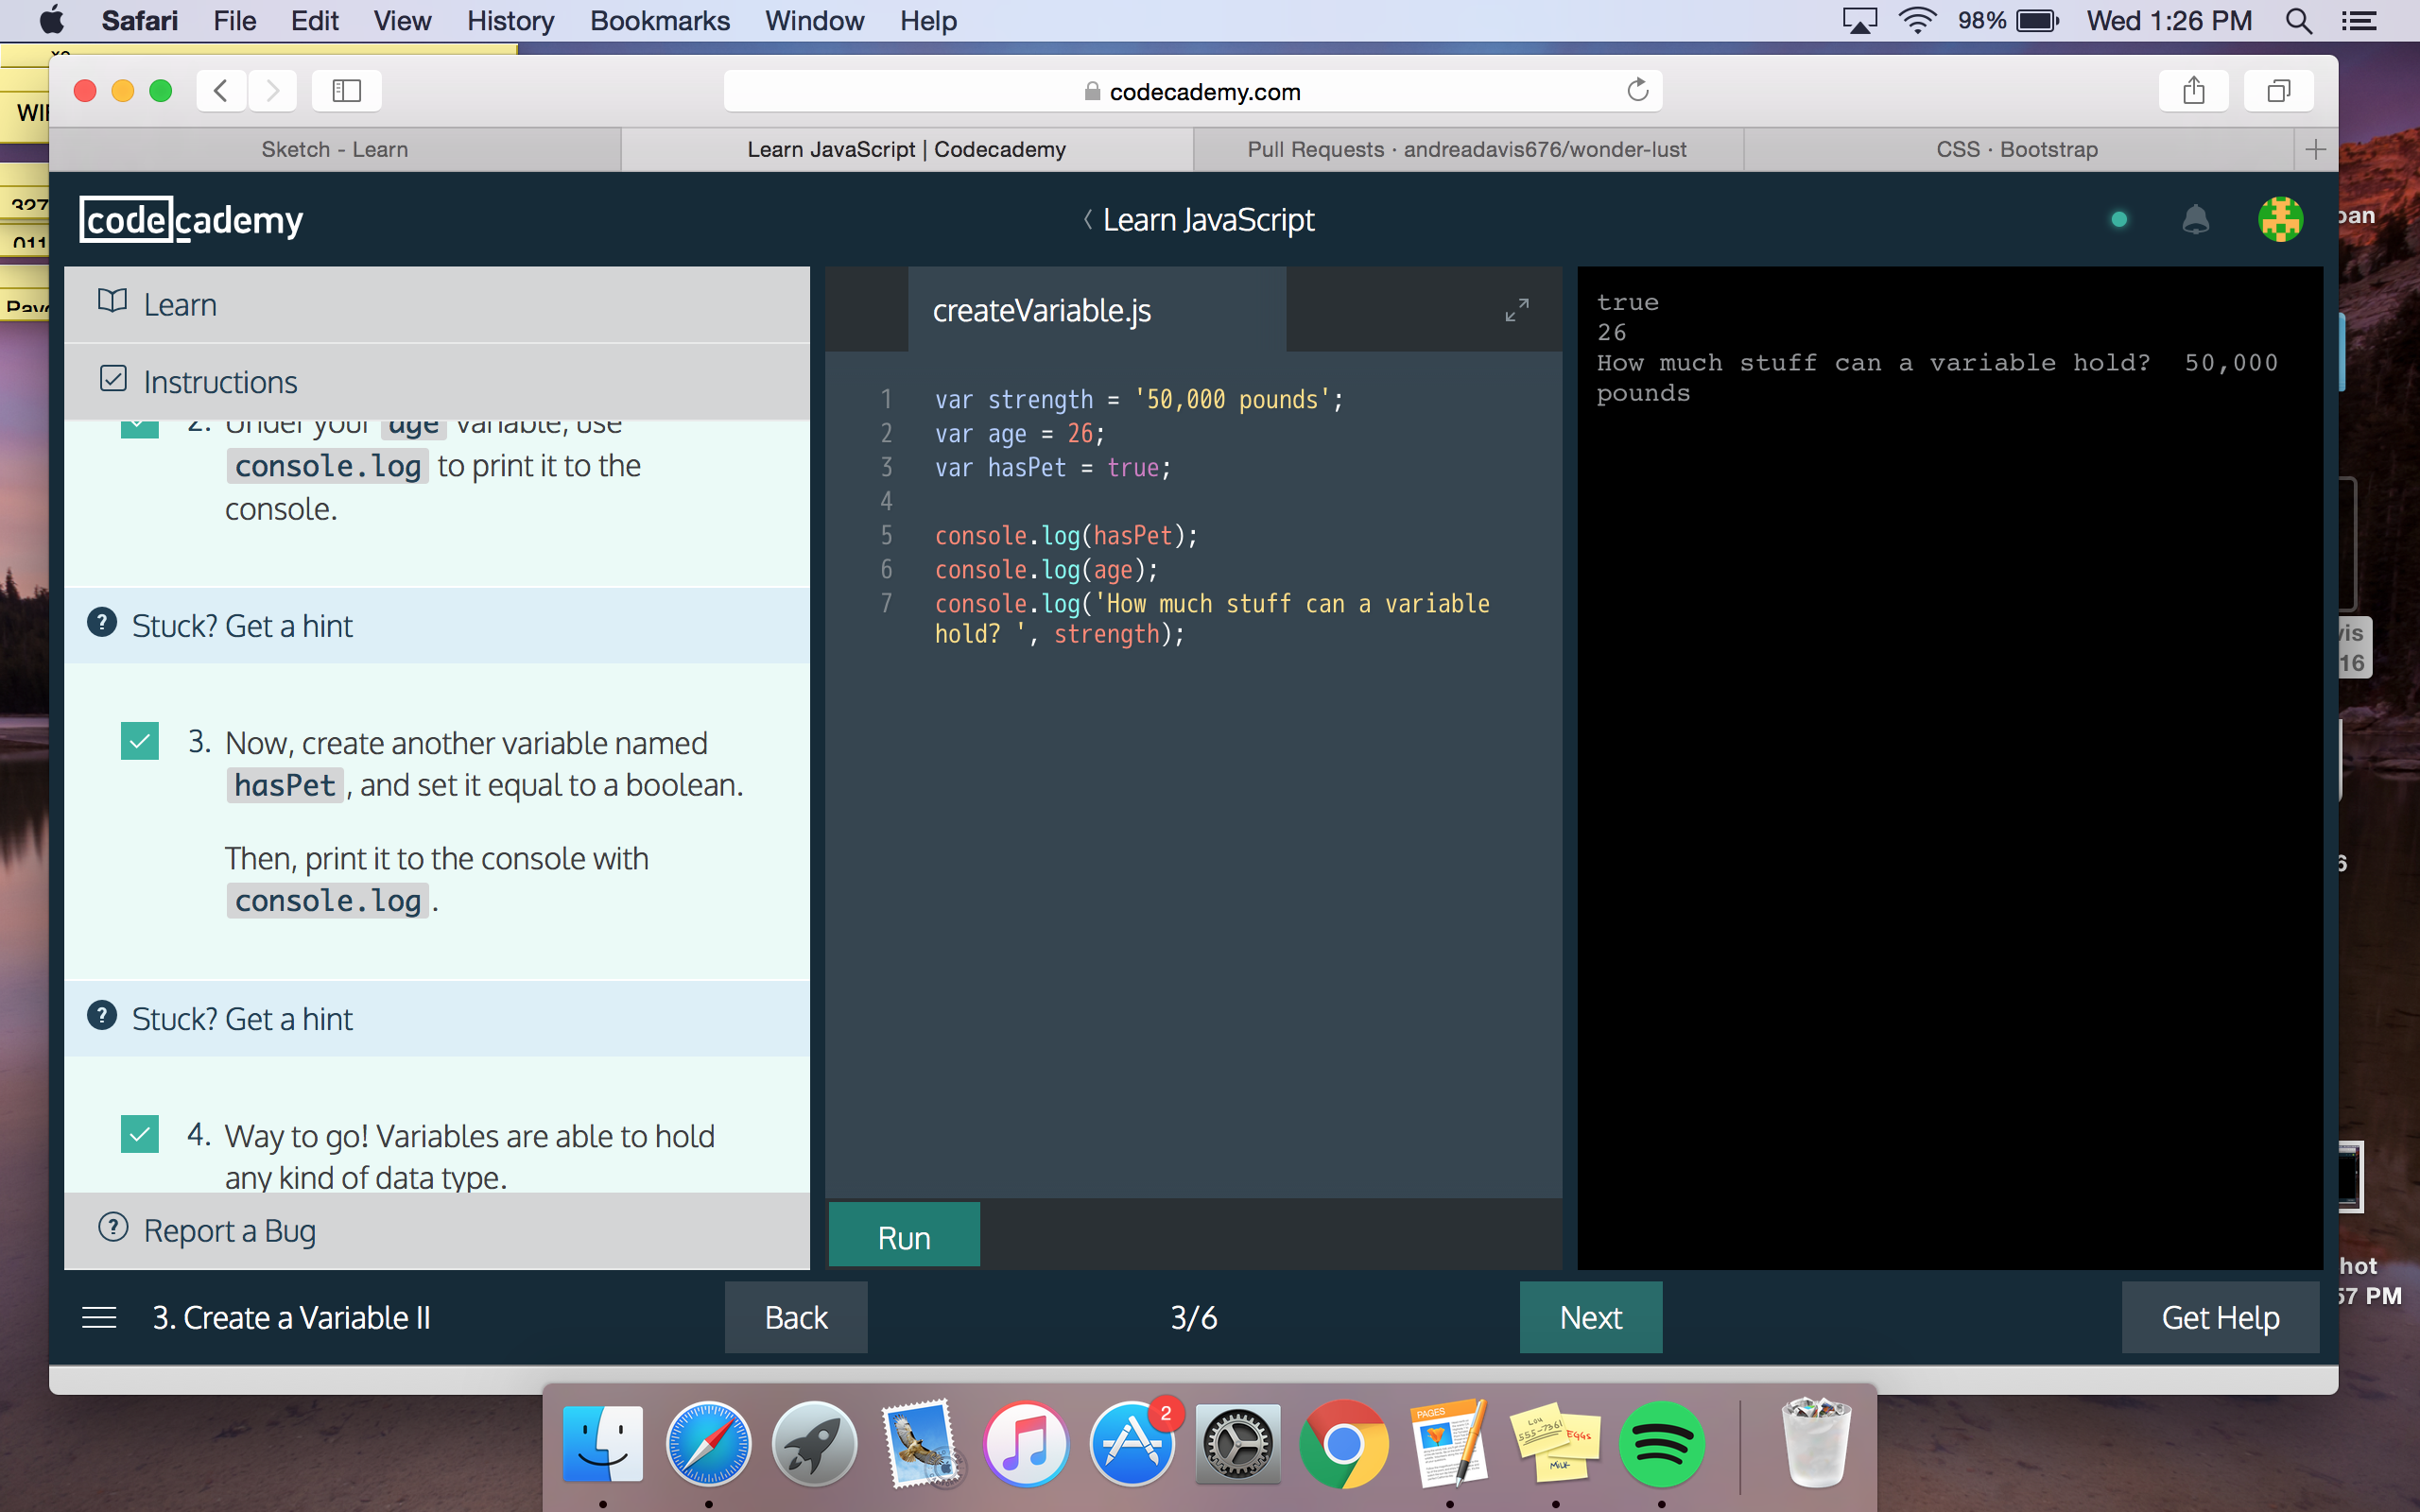 Safari File Edit View History Bookmarks Window Help 98% Wed 1:26 PM
codecademy.com
Sketch - Learn Learn JavaScript | Codecademy Pull Requests · andreadavis676/wonder-lust CSS · Bootstrap
codecademy
Learn JavaScript
Learn
Instructions
2. Under your age variable, use
console.log to print it to the
console.
Stuck? Get a hint
3. Now, create another variable named
hasPet, and set it equal to a boolean.
Then, print it to the console with
console.log.
Stuck? Get a hint
4. Way to go! Variables are able to hold
any kind of data type.
Report a Bug
createVariable.js
1 var strength = '50,000 pounds';
2 var age = 26;
3 var hasPet = true;
4
5 console.log(hasPet);
6 console.log(age);
7 console.log('How much stuff can a variable
hold? ', strength);
Run
true
26
How much stuff can a variable hold?  50,000
pounds
3. Create a Variable II Back 3/6 Next Get Help
327
011
oan
vis
16
6
hot
57 PM
2
PAGES
LOU
555-7361
EGGS
MILK